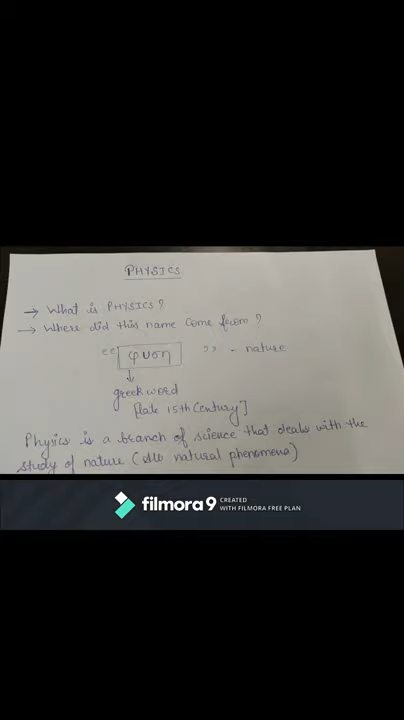 PHYSICS
→ What is PHYSICS?
→ Where did this name come from?
“ φυση ” - nature
↓
greek word
[late 15th Century]
Physics is a branch of science that deals with the
study of nature ( natural phenomena)
filmora9 CREATED
WITH FILMORA FREE PLAN